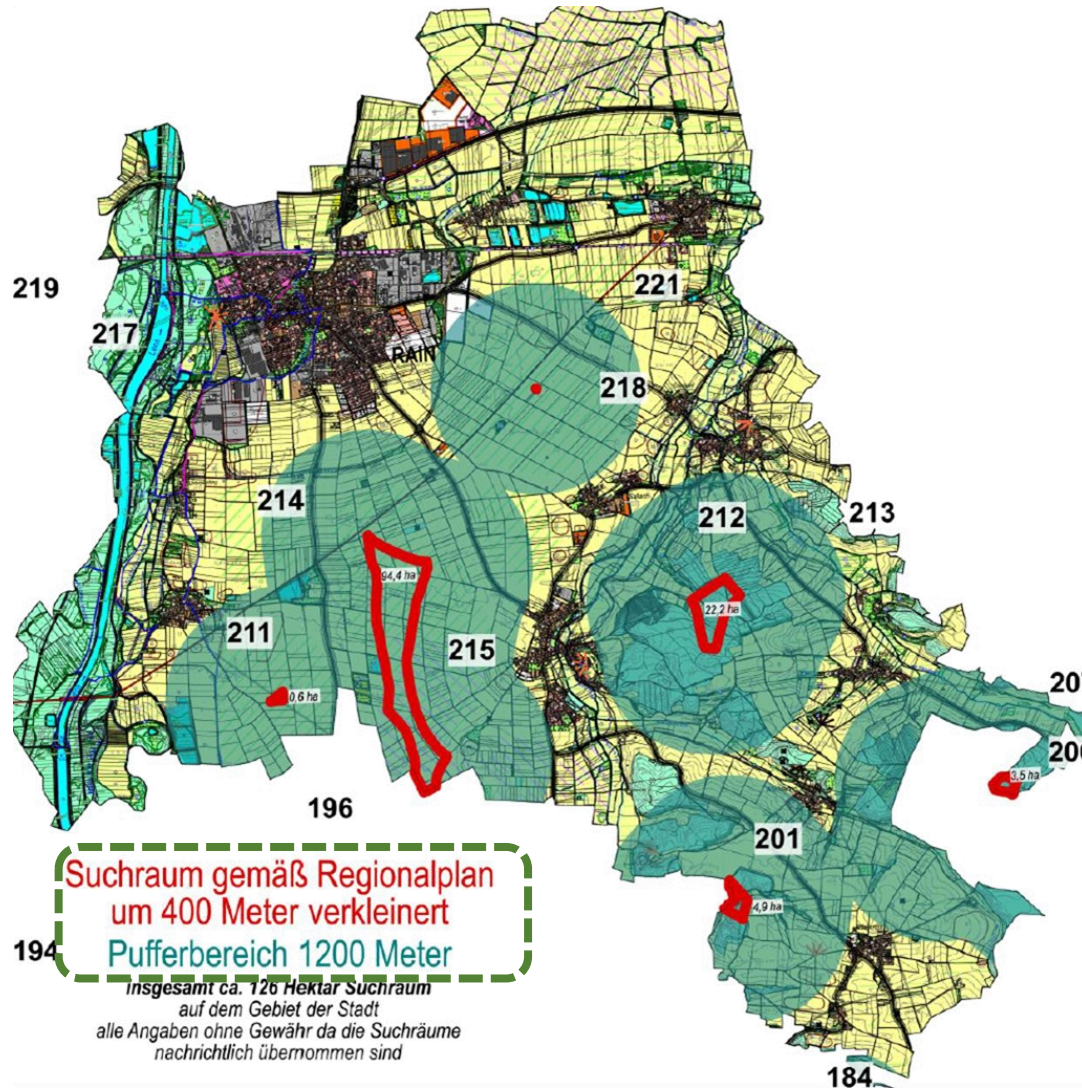 219
217
221
RAIN
218
214
212
213
94,4 ha
22,2 ha
211
215
0,6 ha
207
200
3,5 ha
196
201
4,9 ha
Suchraum gemäß Regionalplan
um 400 Meter verkleinert
194
Pufferbereich 1200 Meter
insgesamt ca. 126 Hektar Suchraum
auf dem Gebiet der Stadt
alle Angaben ohne Gewähr da die Suchräume
nachrichtlich übernommen sind
184